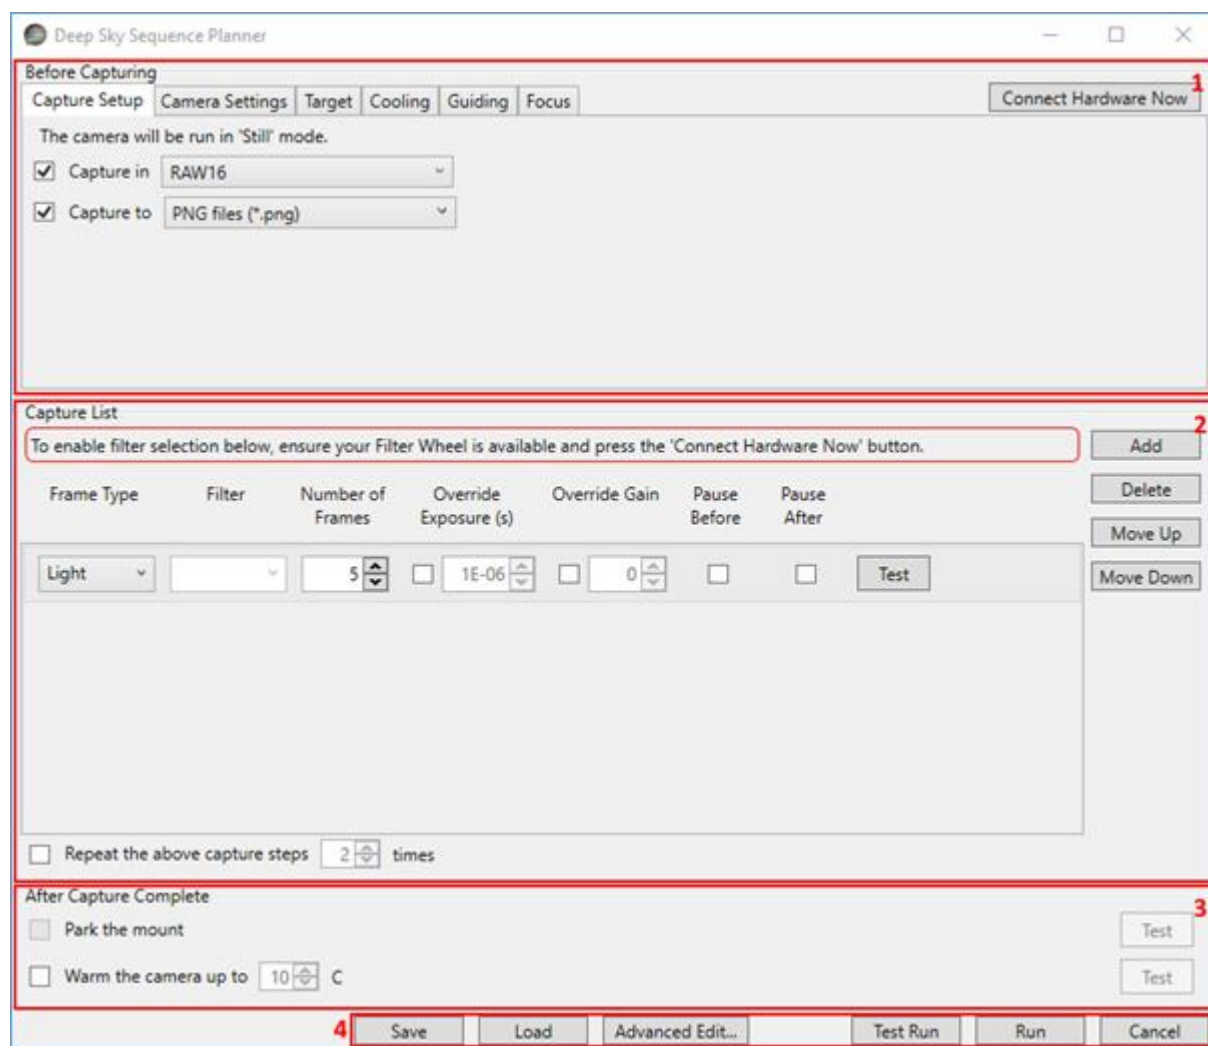 Deep Sky Sequence Planner
Before Capturing
1
Capture Setup Camera Settings Target Cooling Guiding Focus Connect Hardware Now
The camera will be run in 'Still' mode.
Capture in RAW16
Capture to PNG files (*.png)
Capture List
2
To enable filter selection below, ensure your Filter Wheel is available and press the 'Connect Hardware Now' button.
Add
Delete
Move Up
Move Down
Frame Type Filter Number of Frames Override Exposure (s) Override Gain Pause Before Pause After
Light 5 1E-06 0 Test
Repeat the above capture steps 2 times
After Capture Complete
3
Park the mount Test
Warm the camera up to 10 C Test
4 Save Load Advanced Edit... Test Run Run Cancel